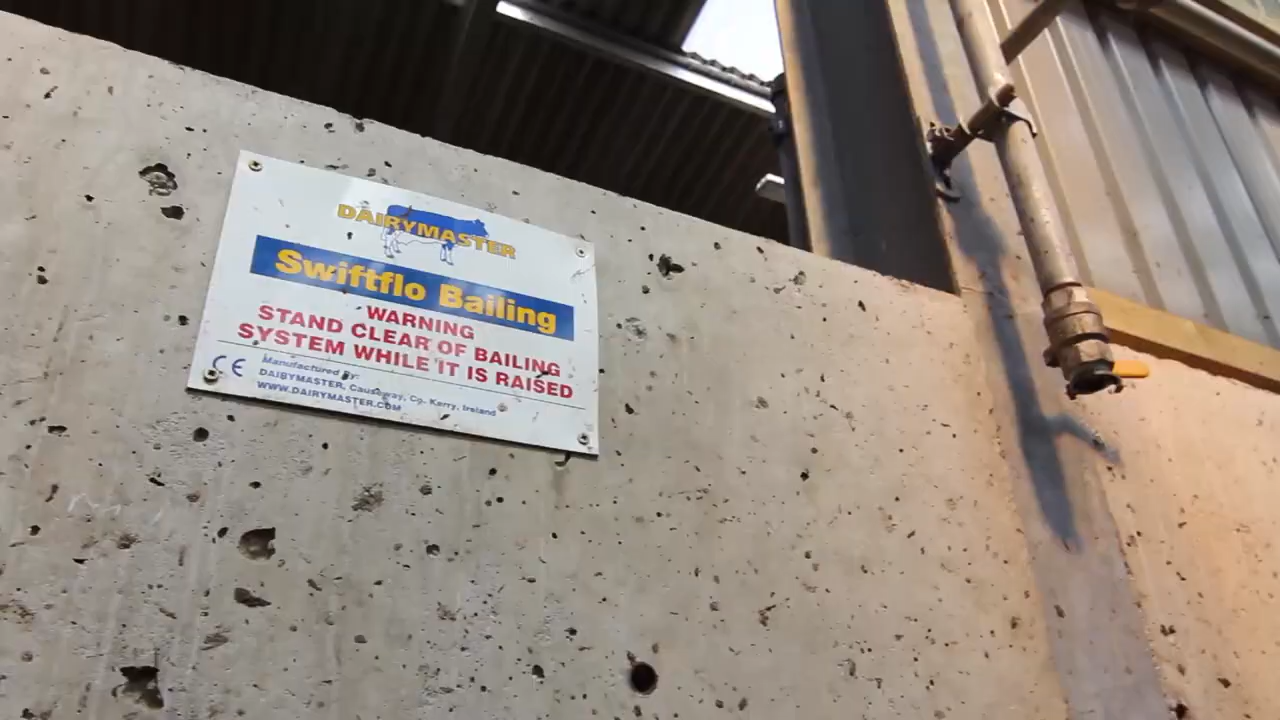 DAIRYMASTER
Swiftflo Bailing
WARNING
STAND CLEAR OF BAILING
SYSTEM WHILE IT IS RAISED
CE
Manufactured By:
DAIRYMASTER, Causeway, Co. Kerry, Ireland
WWW.DAIRYMASTER.COM